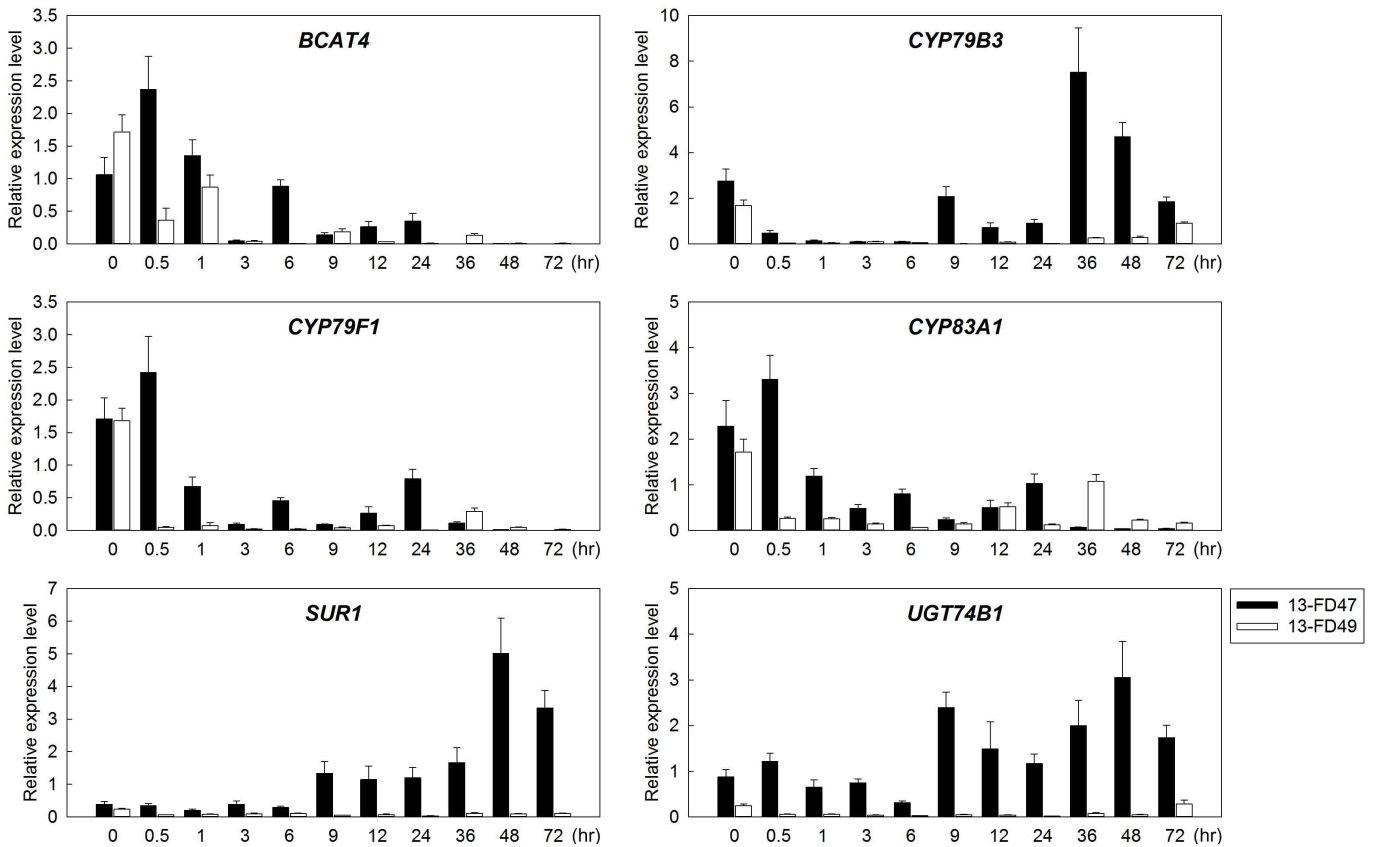 BCAT4
Relative expression level
3.5
3.0
2.5
2.0
1.5
1.0
0.5
0.0
0 0.5 1 3 6 9 12 24 36 48 72 (hr)
CYP79B3
Relative expression level
10
8
6
4
2
0
0 0.5 1 3 6 9 12 24 36 48 72 (hr)
CYP79F1
Relative expression level
3.5
3.0
2.5
2.0
1.5
1.0
0.5
0.0
0 0.5 1 3 6 9 12 24 36 48 72 (hr)
CYP83A1
Relative expression level
5
4
3
2
1
0
0 0.5 1 3 6 9 12 24 36 48 72 (hr)
SUR1
Relative expression level
7
6
5
4
3
2
1
0
0 0.5 1 3 6 9 12 24 36 48 72 (hr)
UGT74B1
Relative expression level
5
4
3
2
1
0
0 0.5 1 3 6 9 12 24 36 48 72 (hr)
13-FD47
13-FD49